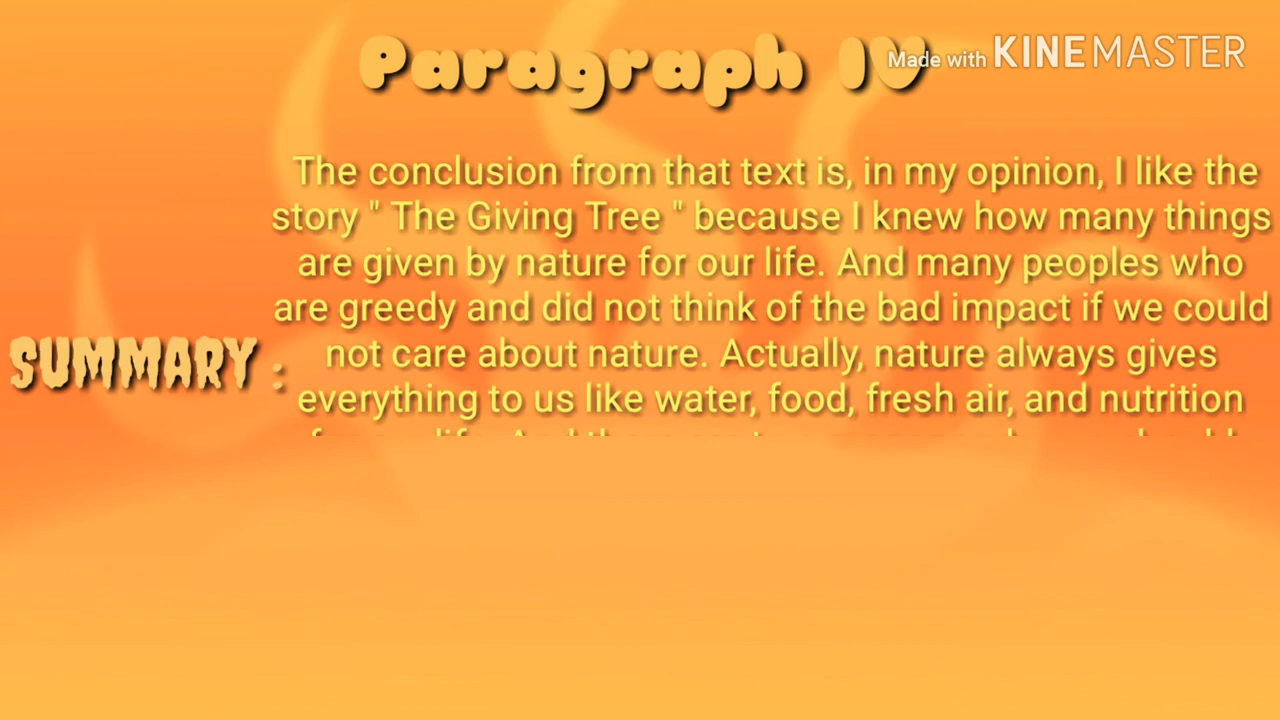 Paragraph IV
Made with KINEMASTER
The conclusion from that text is, in my opinion, I like the
story " The Giving Tree " because I knew how many things
are given by nature for our life. And many peoples who
are greedy and did not think of the bad impact if we could
not care about nature. Actually, nature always gives
everything to us like water, food, fresh air, and nutrition
SUMMARY :